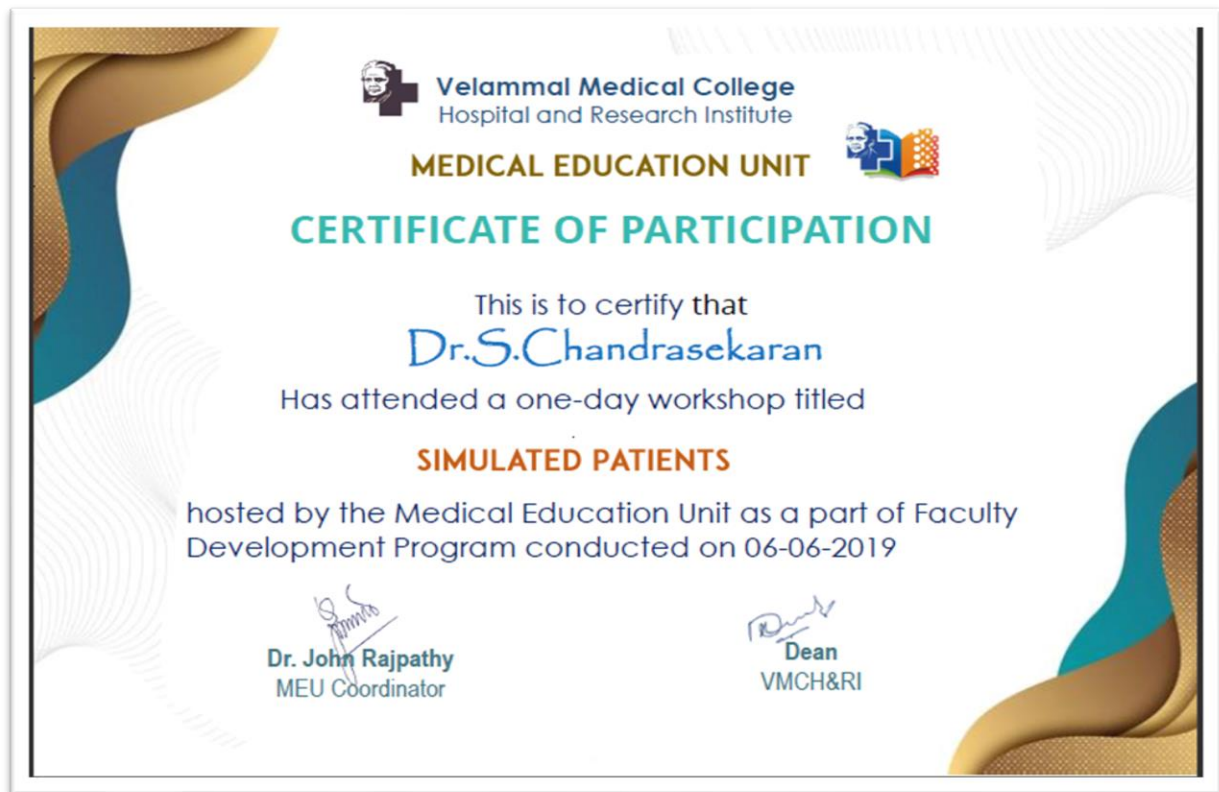 Velammal Medical College
Hospital and Research Institute
MEDICAL EDUCATION UNIT
CERTIFICATE OF PARTICIPATION
This is to certify that
Dr.S.Chandrasekaran
Has attended a one-day workshop titled
SIMULATED PATIENTS
hosted by the Medical Education Unit as a part of Faculty
Development Program conducted on 06-06-2019
Dr. John Rajpathy
MEU Coordinator
Dean
VMCH&RI